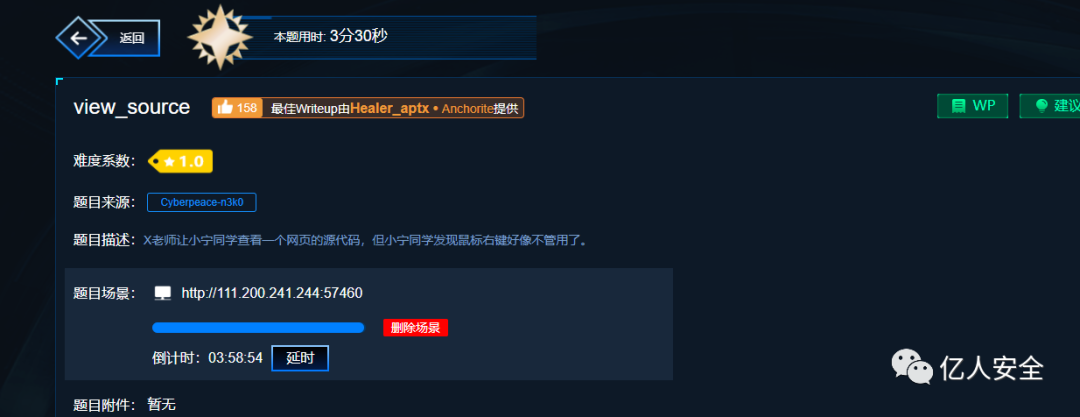 返回
本题用时: 3分30秒
view_source 158 最佳Writeup由Healer_aptx • Anchorite提供
WP 建议
难度系数： 1.0
题目来源： Cyberpeace-n3k0
题目描述：X老师让小宁同学查看一个网页的源代码，但小宁同学发现鼠标右键好像不管用了。
题目场景： http://111.200.241.244:57460
删除场景
倒计时：03:58:54 延时
亿人安全
题目附件： 暂无